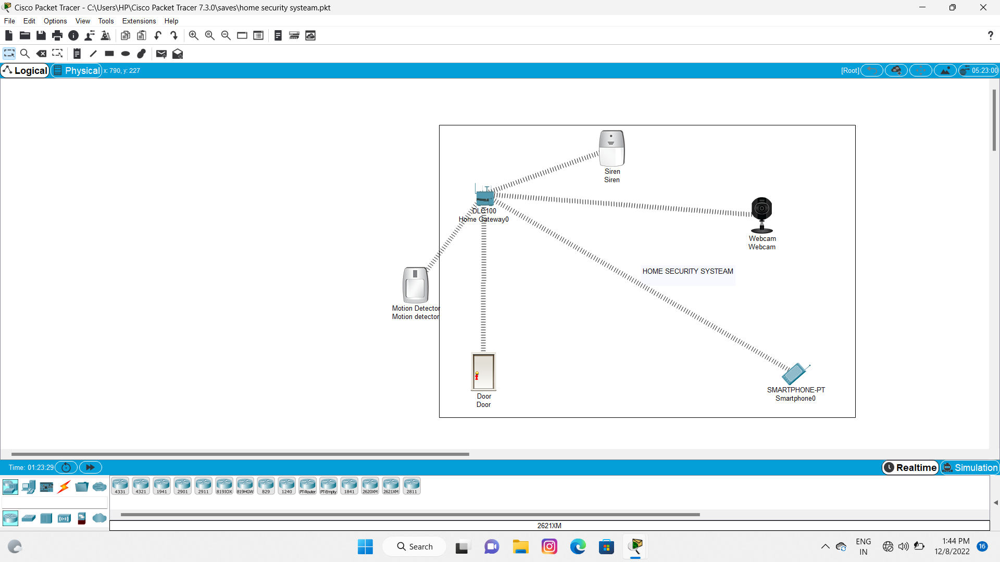 Cisco Packet Tracer - C:\Users\HP\Cisco Packet Tracer 7.3.0\saves\home security systeam.pkt
File Edit Options View Tools Extensions Help
?
Logical Physical x: 790, y: 227 [Root] 05:23:00
Siren
Siren
DLC100
Home Gateway0
Webcam
Webcam
HOME SECURITY SYSTEAM
Motion Detector
Motion detector
SMARTPHONE-PT
Smartphone0
Door
Door
Time: 01:23:29 Realtime Simulation
4331 4321 1941 2901 2911 819IOX 819HGW 829 1240 PT-Router PT-Empty 1841 2620XM 2621XM 2811
2621XM
Search
ENG
IN
1:44 PM
12/8/2022
16